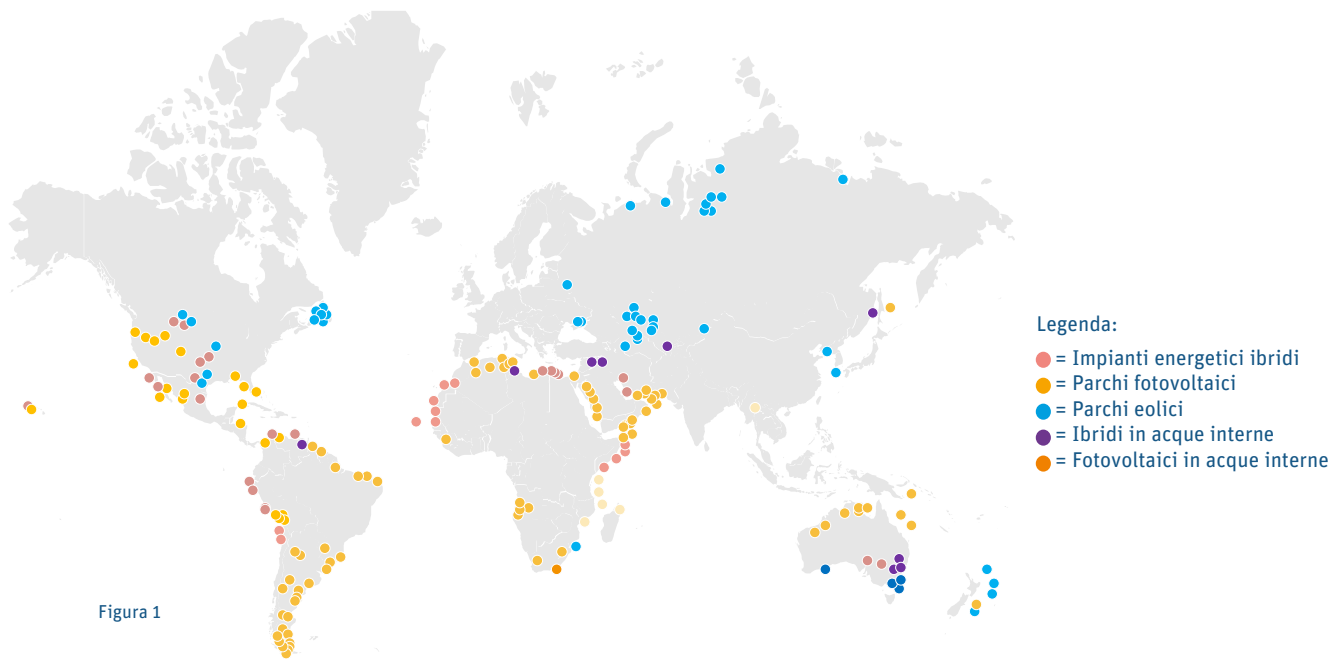 Legenda:
= Impianti energetici ibridi
= Parchi fotovoltaici
= Parchi eolici
= Ibridi in acque interne
= Fotovoltaici in acque interne
Figura 1